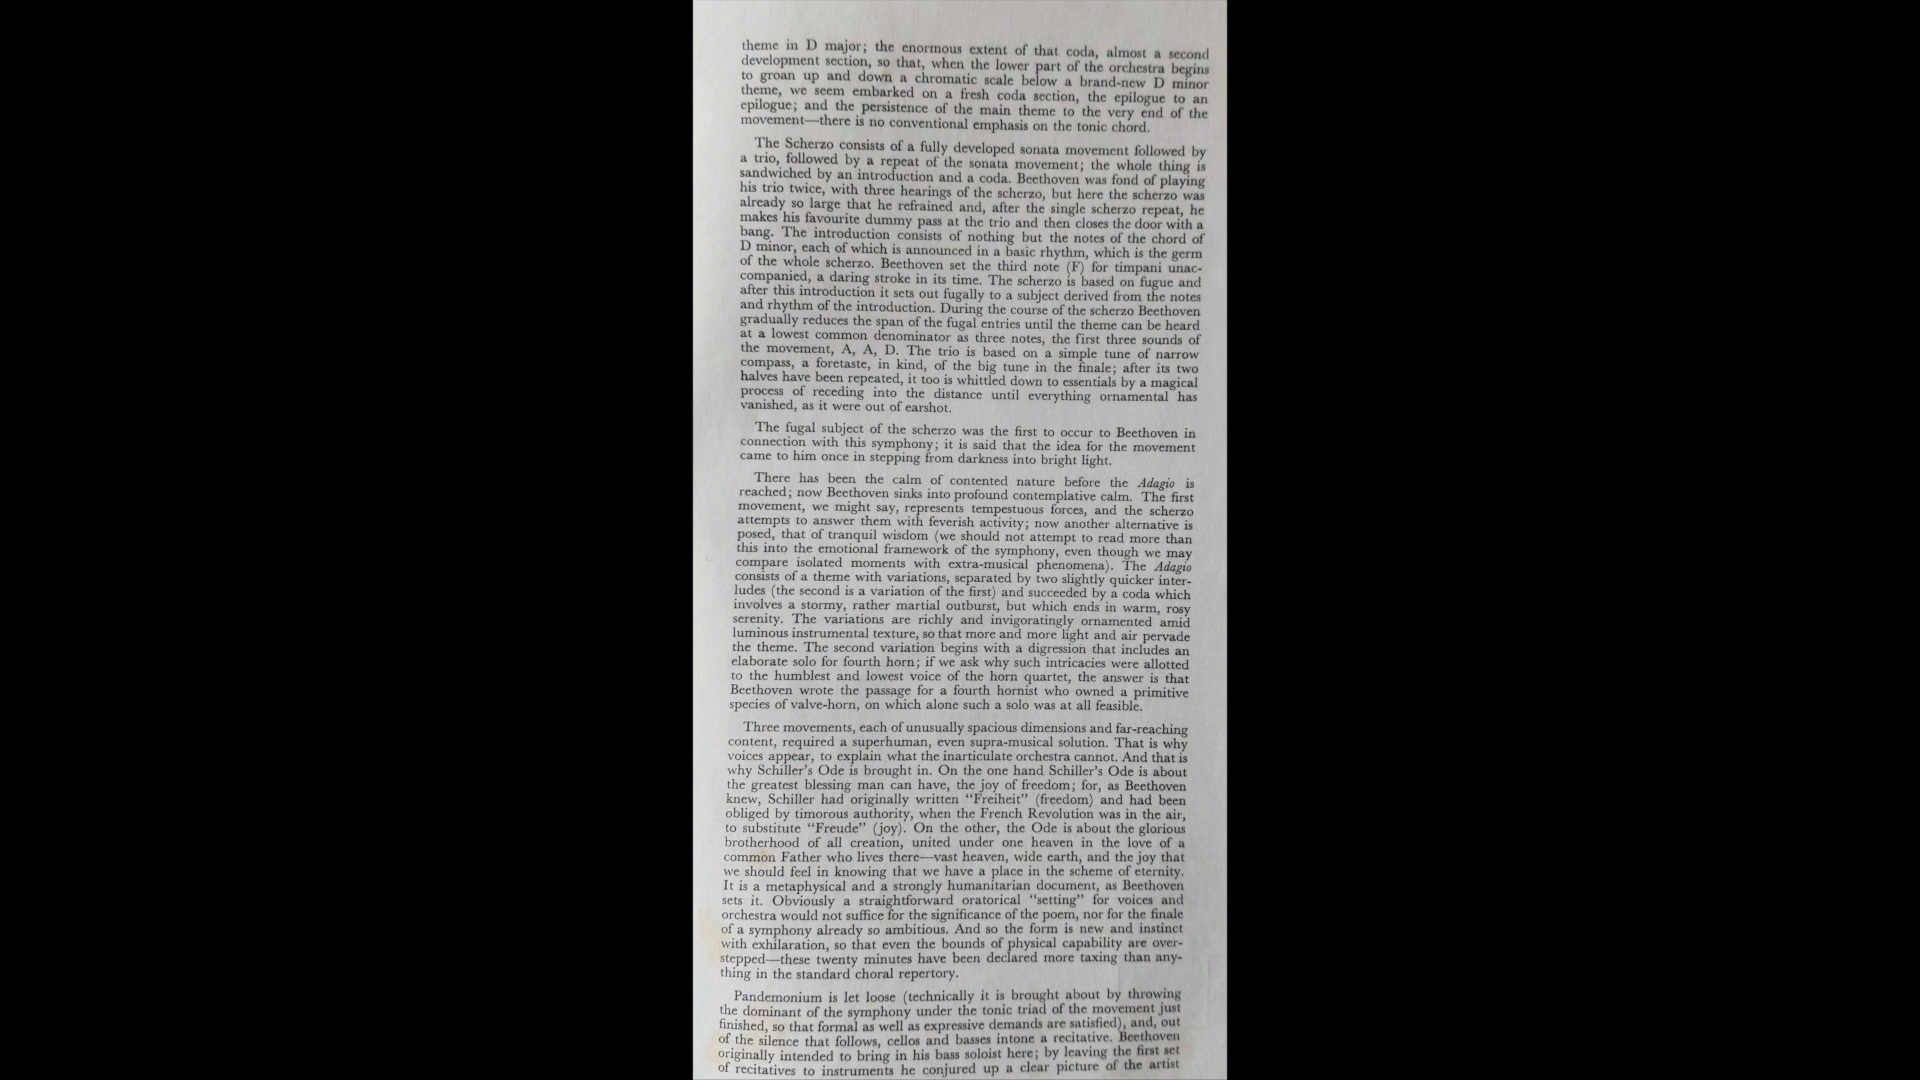 theme in D major; the enormous extent of that coda, almost a second
development section, so that, when the lower part of the orchestra begins
to groan up and down a chromatic scale below a brand-new D minor
theme, we seem embarked on a fresh coda section, the epilogue to an
epilogue; and the persistence of the main theme to the very end of the
movement—there is no conventional emphasis on the tonic chord.
The Scherzo consists of a fully developed sonata movement followed by
a trio, followed by a repeat of the sonata movement; the whole thing is
sandwiched by an introduction and a coda. Beethoven was fond of playing
his trio twice, with three hearings of the scherzo, but here the scherzo was
already so large that he refrained and, after the single scherzo repeat, he
makes his favourite dummy pass at the trio and then closes the door with a
bang. The introduction consists of nothing but the notes of the chord of
D minor, each of which is announced in a basic rhythm, which is the germ
of the whole scherzo. Beethoven set the third note (F) for timpani unac-
companied, a daring stroke in its time. The scherzo is based on fugue and
after this introduction it sets out fugally to a subject derived from the notes
and rhythm of the introduction. During the course of the scherzo Beethoven
gradually reduces the span of the fugal entries until the theme can be heard
at a lowest common denominator as three notes, the first three sounds of
the movement, A, A, D. The trio is based on a simple tune of narrow
compass, a foretaste, in kind, of the big tune in the finale; after its two
halves have been repeated, it too is whittled down to essentials by a magical
process of receding into the distance until everything ornamental has
vanished, as it were out of earshot.
The fugal subject of the scherzo was the first to occur to Beethoven in
connection with this symphony; it is said that the idea for the movement
came to him once in stepping from darkness into bright light.
There has been the calm of contented nature before the Adagio is
reached; now Beethoven sinks into profound contemplative calm. The first
movement, we might say, represents tempestuous forces, and the scherzo
attempts to answer them with feverish activity; now another alternative is
posed, that of tranquil wisdom (we should not attempt to read more than
this into the emotional framework of the symphony, even though we may
compare isolated moments with extra-musical phenomena). The Adagio
consists of a theme with variations, separated by two slightly quicker inter-
ludes (the second is a variation of the first) and succeeded by a coda which
involves a stormy, rather martial outburst, but which ends in warm, rosy
serenity. The variations are richly and invigoratingly ornamented amid
luminous instrumental texture, so that more and more light and air pervade
the theme. The second variation begins with a digression that includes an
elaborate solo for fourth horn; if we ask why such intricacies were allotted
to the humblest and lowest voice of the horn quartet, the answer is that
Beethoven wrote the passage for a fourth hornist who owned a primitive
species of valve-horn, on which alone such a solo was at all feasible.
Three movements, each of unusually spacious dimensions and far-reaching
content, required a superhuman, even supra-musical solution. That is why
voices appear, to explain what the inarticulate orchestra cannot. And that is
why Schiller's Ode is brought in. On the one hand Schiller's Ode is about
the greatest blessing man can have, the joy of freedom; for, as Beethoven
knew, Schiller had originally written "Freiheit" (freedom) and had been
obliged by timorous authority, when the French Revolution was in the air,
to substitute "Freude" (joy). On the other, the Ode is about the glorious
brotherhood of all creation, united under one heaven in the love of a
common Father who lives there—vast heaven, wide earth, and the joy that
we should feel in knowing that we have a place in the scheme of eternity.
It is a metaphysical and a strongly humanitarian document, as Beethoven
sets it. Obviously a straightforward oratorical "setting" for voices and
orchestra would not suffice for the significance of the poem, nor for the finale
of a symphony already so ambitious. And so the form is new and instinct
with exhilaration, so that even the bounds of physical capability are over-
stepped—these twenty minutes have been declared more taxing than any-
thing in the standard choral repertory.
Pandemonium is let loose (technically it is brought about by throwing
the dominant of the symphony under the tonic triad of the movement just
finished, so that formal as well as expressive demands are satisfied), and, out
of the silence that follows, cellos and basses intone a recitative. Beethoven
originally intended to bring in his bass soloist here; by leaving the first set
of recitatives to instruments he conjured up a clear picture of the artist